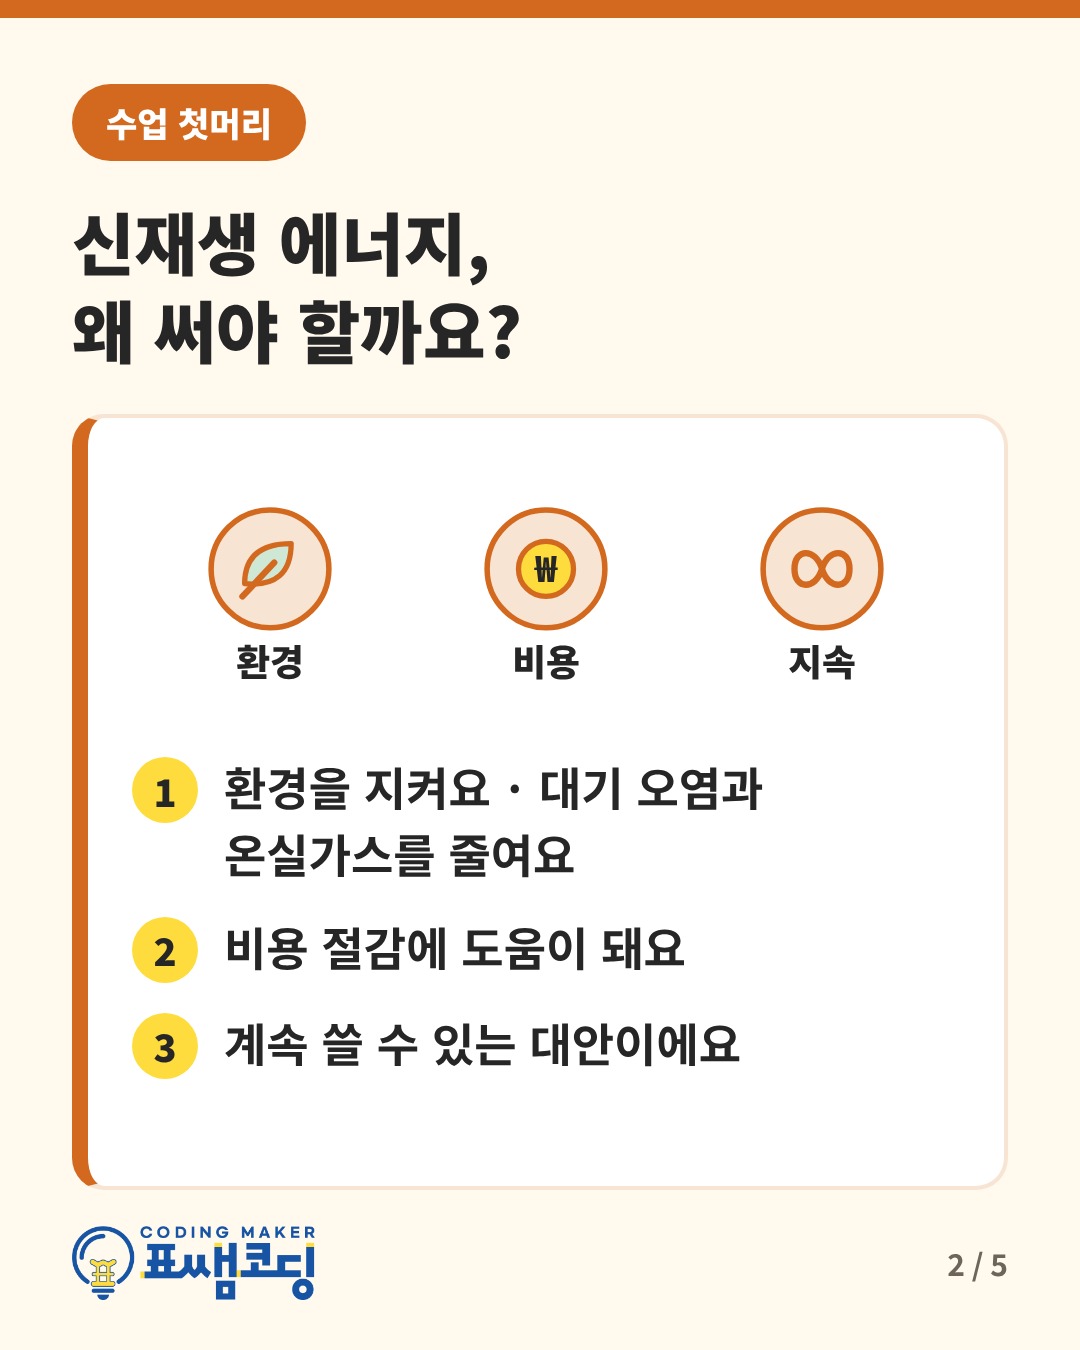 수업 첫머리
신재생 에너지,
왜 써야 할까요?
₩
환경
비용
지속
1 환경을 지켜요 · 대기 오염과
온실가스를 줄여요
2 비용 절감에 도움이 돼요
3 계속 쓸 수 있는 대안이에요
CODING MAKER
표쌤코딩
2 / 5